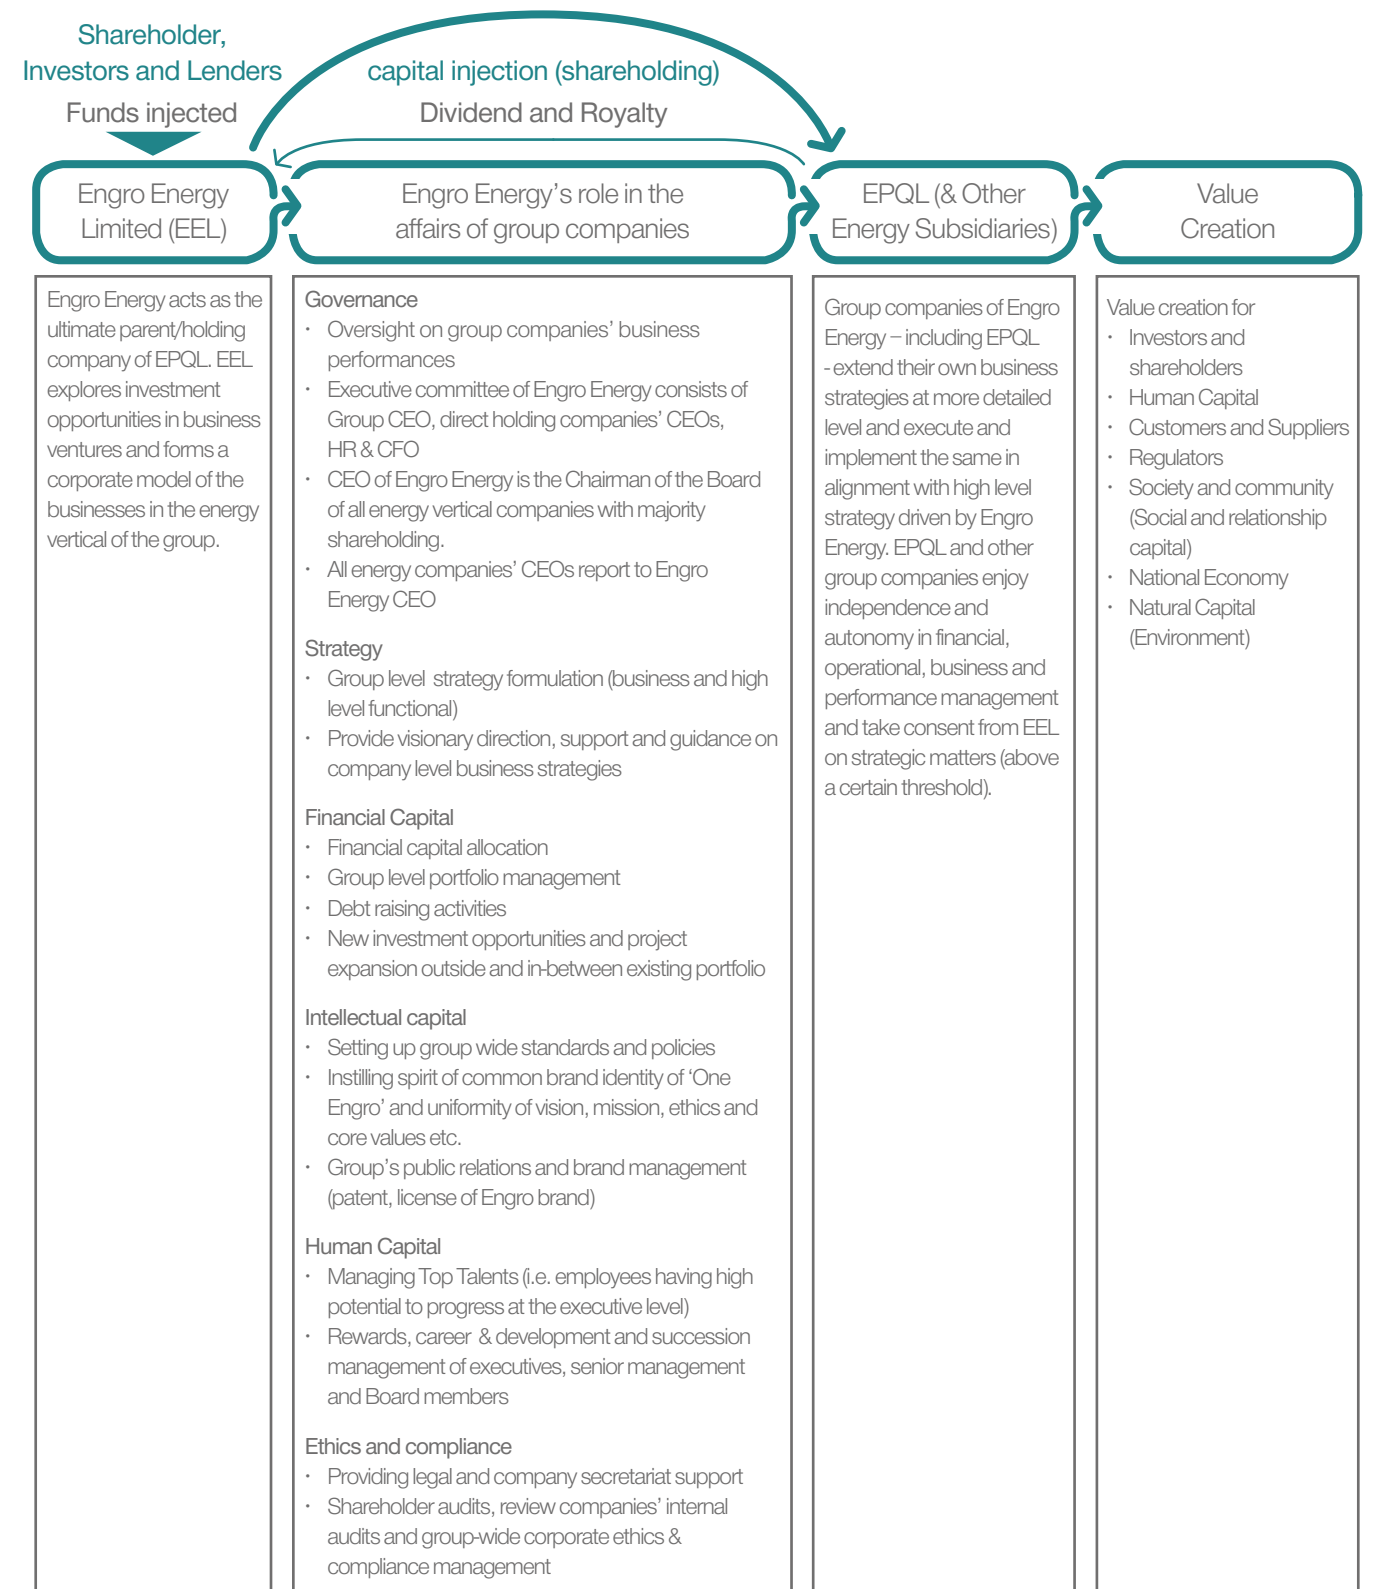 Shareholder,
Investors and Lenders
Funds injected
capital injection (shareholding)
Dividend and Royalty
Engro Energy
Limited (EEL)
Engro Energy's role in the
affairs of group companies
EPQL (& Other
Energy Subsidiaries)
Value
Creation
Engro Energy acts as the
ultimate parent/holding
company of EPQL. EEL
explores investment
opportunities in business
ventures and forms a
corporate model of the
businesses in the energy
vertical of the group.
Governance
· Oversight on group companies' business
performances
· Executive committee of Engro Energy consists of
Group CEO, direct holding companies' CEOs,
HR & CFO
· CEO of Engro Energy is the Chairman of the Board
of all energy vertical companies with majority
shareholding.
· All energy companies' CEOs report to Engro
Energy CEO
Strategy
· Group level strategy formulation (business and high
level functional)
· Provide visionary direction, support and guidance on
company level business strategies
Financial Capital
· Financial capital allocation
· Group level portfolio management
· Debt raising activities
· New investment opportunities and project
expansion outside and in-between existing portfolio
Intellectual capital
· Setting up group wide standards and policies
· Instilling spirit of common brand identity of ‘One
Engro’ and uniformity of vision, mission, ethics and
core values etc.
· Group's public relations and brand management
(patent, license of Engro brand)
Human Capital
· Managing Top Talents (i.e. employees having high
potential to progress at the executive level)
· Rewards, career & development and succession
management of executives, senior management
and Board members
Ethics and compliance
· Providing legal and company secretariat support
· Shareholder audits, review companies' internal
audits and group-wide corporate ethics &
compliance management
Group companies of Engro
Energy – including EPQL
- extend their own business
strategies at more detailed
level and execute and
implement the same in
alignment with high level
strategy driven by Engro
Energy. EPQL and other
group companies enjoy
independence and
autonomy in financial,
operational, business and
performance management
and take consent from EEL
on strategic matters (above
a certain threshold).
Value creation for
· Investors and
shareholders
· Human Capital
· Customers and Suppliers
· Regulators
· Society and community
(Social and relationship
capital)
· National Economy
· Natural Capital
(Environment)